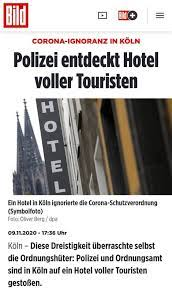 Bild
CORONA-IGNORANZ IN KÖLN
Polizei entdeckt Hotel
voller Touristen
HOTEL
Ein Hotel in Köln ignorierte die Corona-Schutzverordnung
(Symbolfoto)
Foto: Oliver Berg / dpa
09.11.2020 - 17:36 Uhr
Köln – Diese Dreistigkeit überraschte selbst
die Ordnungshüter: Polizei und Ordnungsamt
sind in Köln auf ein Hotel voller Touristen
gestoßen.